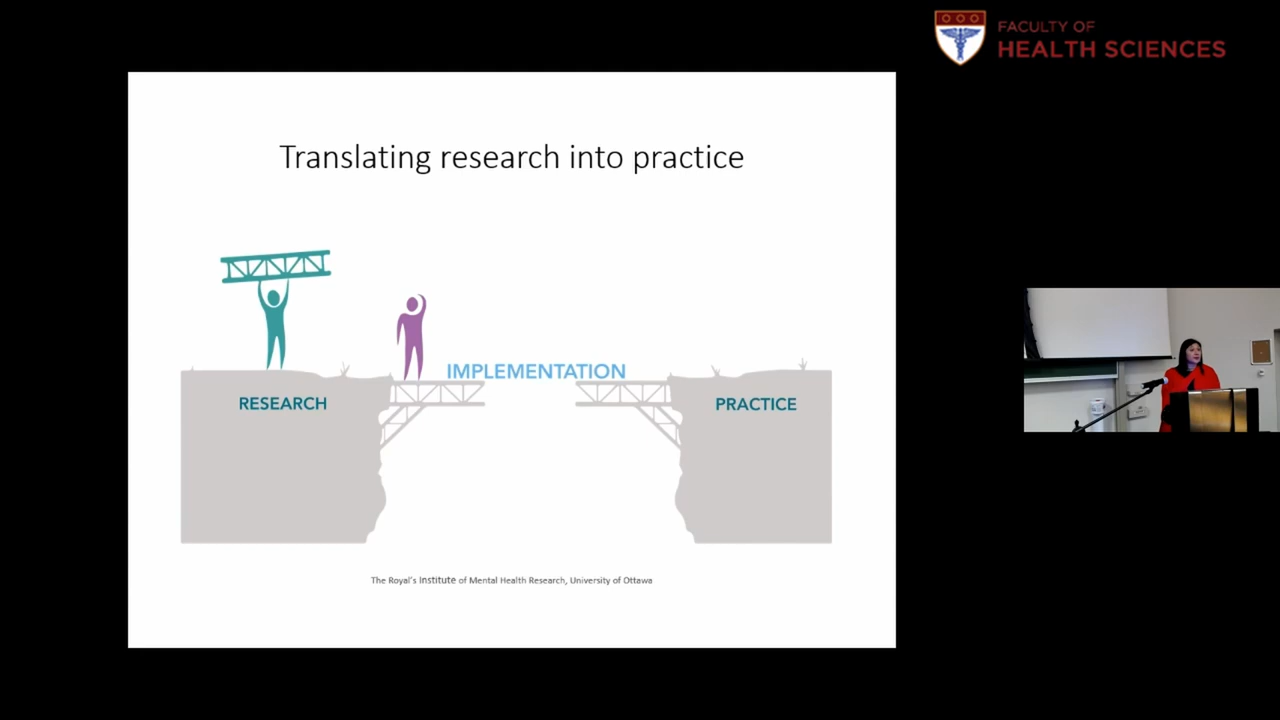 FACULTY OF
HEALTH SCIENCES
Translating research into practice
IMPLEMENTATION
RESEARCH
PRACTICE
The Royal's Institute of Mental Health Research, University of Ottawa